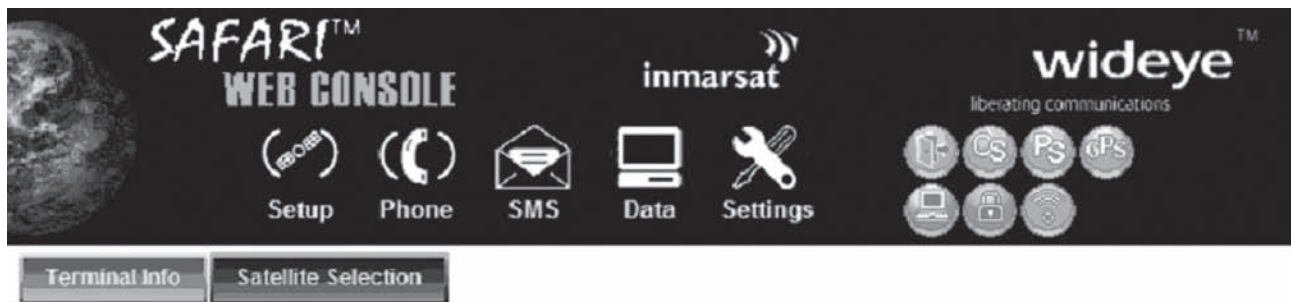 SAFARI™
WEB CONSOLE
inmarsat
wideye™
liberating communications
CS PS GPS
Setup Phone SMS Data Settings
Terminal Info Satellite Selection